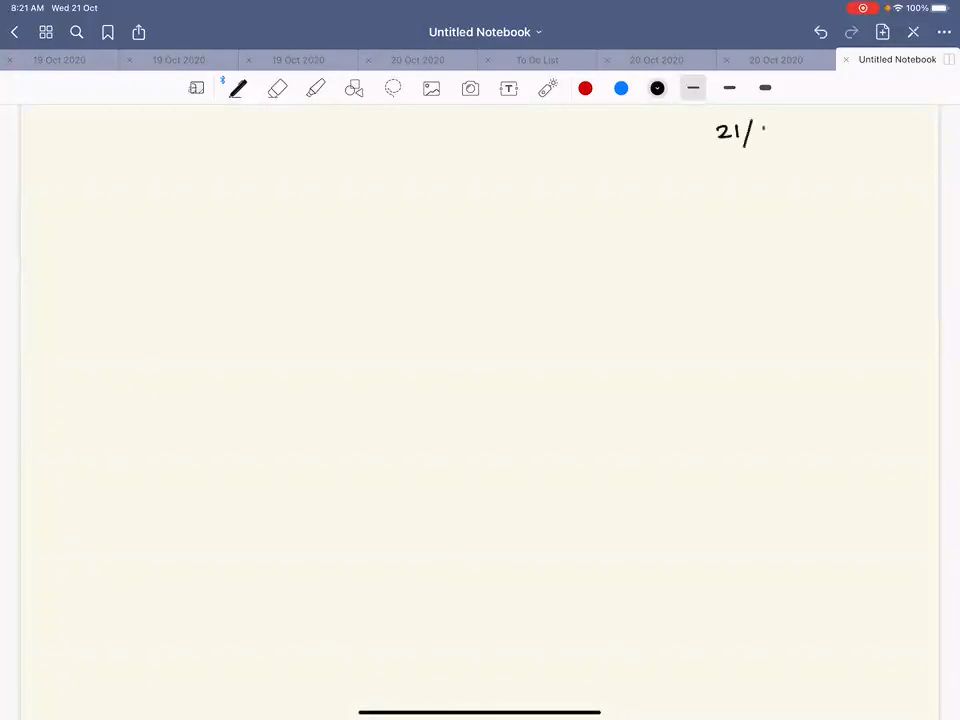 8:21 AM Wed 21 Oct 100%
Untitled Notebook
19 Oct 2020 19 Oct 2020 19 Oct 2020 20 Oct 2020 To Do List 20 Oct 2020 20 Oct 2020 Untitled Notebook
T
21/